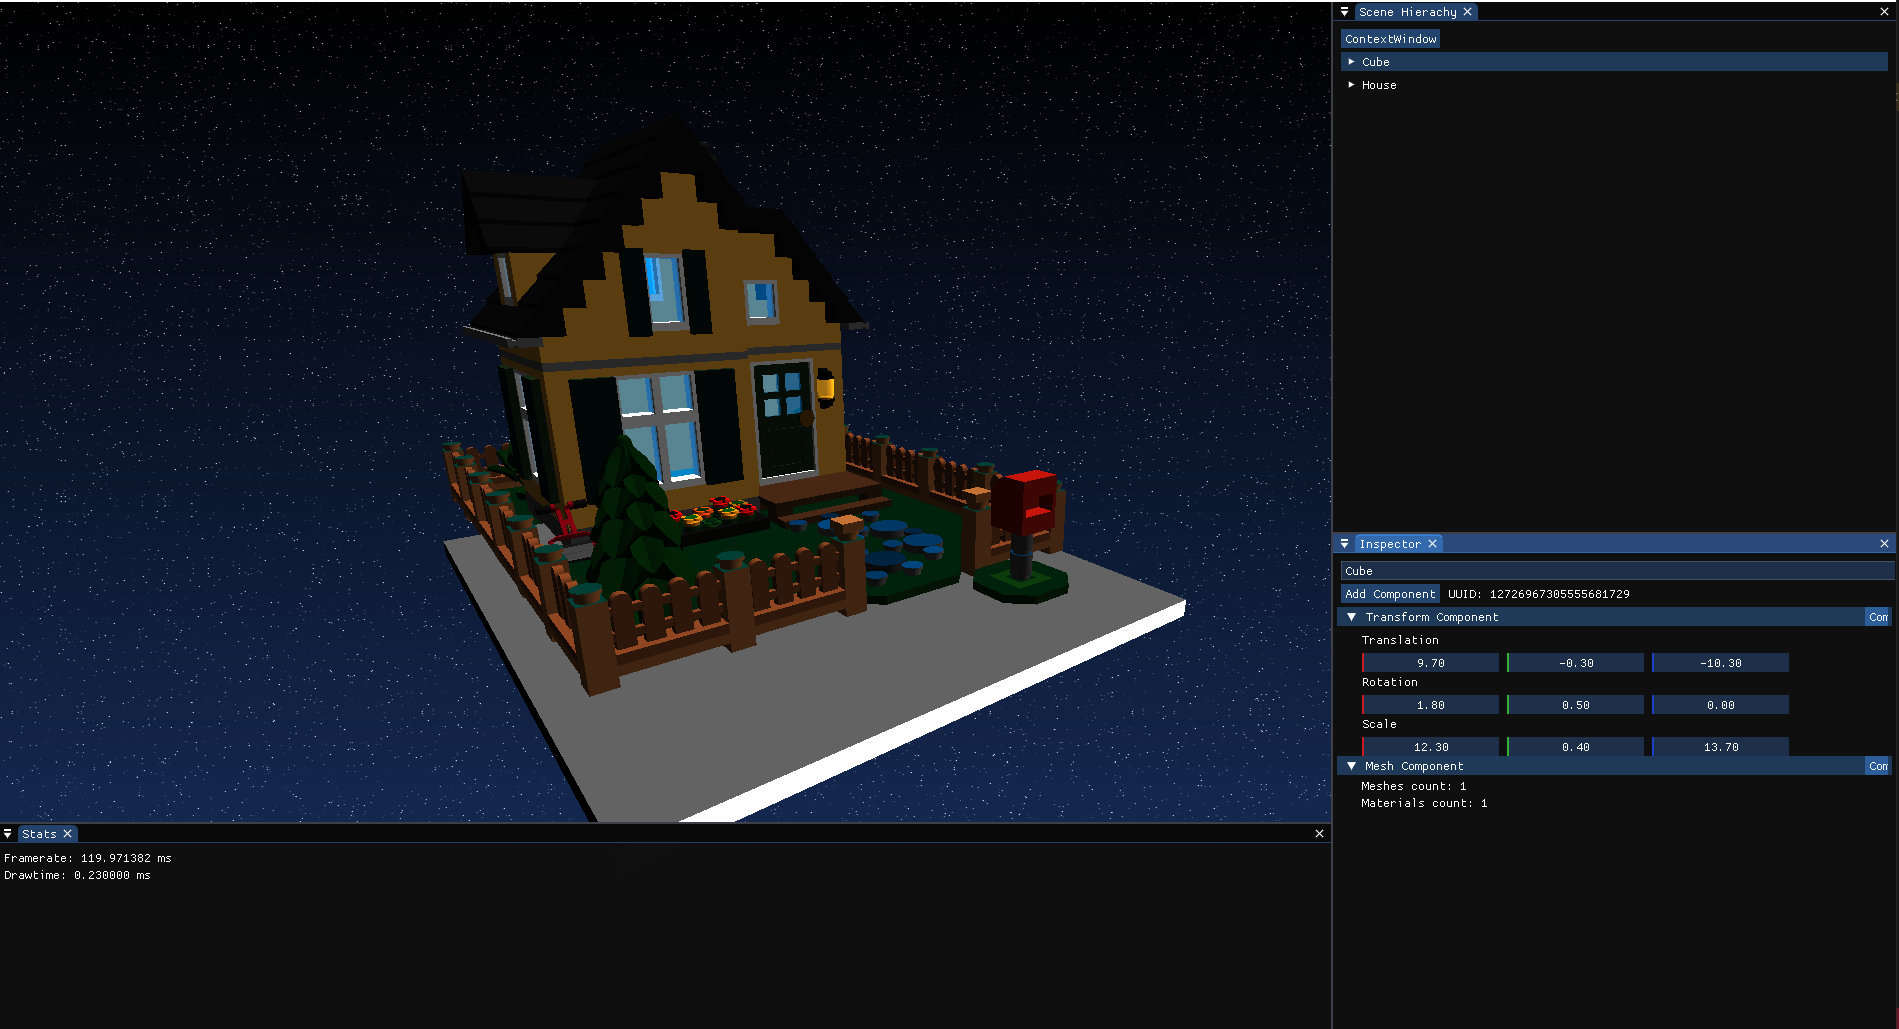 Scene Hierachy
ContextWindow
Cube
House
Inspector
Cube
Add Component UUID: 12726967305555681729
Transform Component Com
Translation
9.70 -0.30 -10.30
Rotation
1.80 0.50 0.00
Scale
12.30 0.40 13.70
Mesh Component Com
Meshes count: 1
Materials count: 1
Stats
Framerate: 119.971382 ms
Drawtime: 0.230000 ms